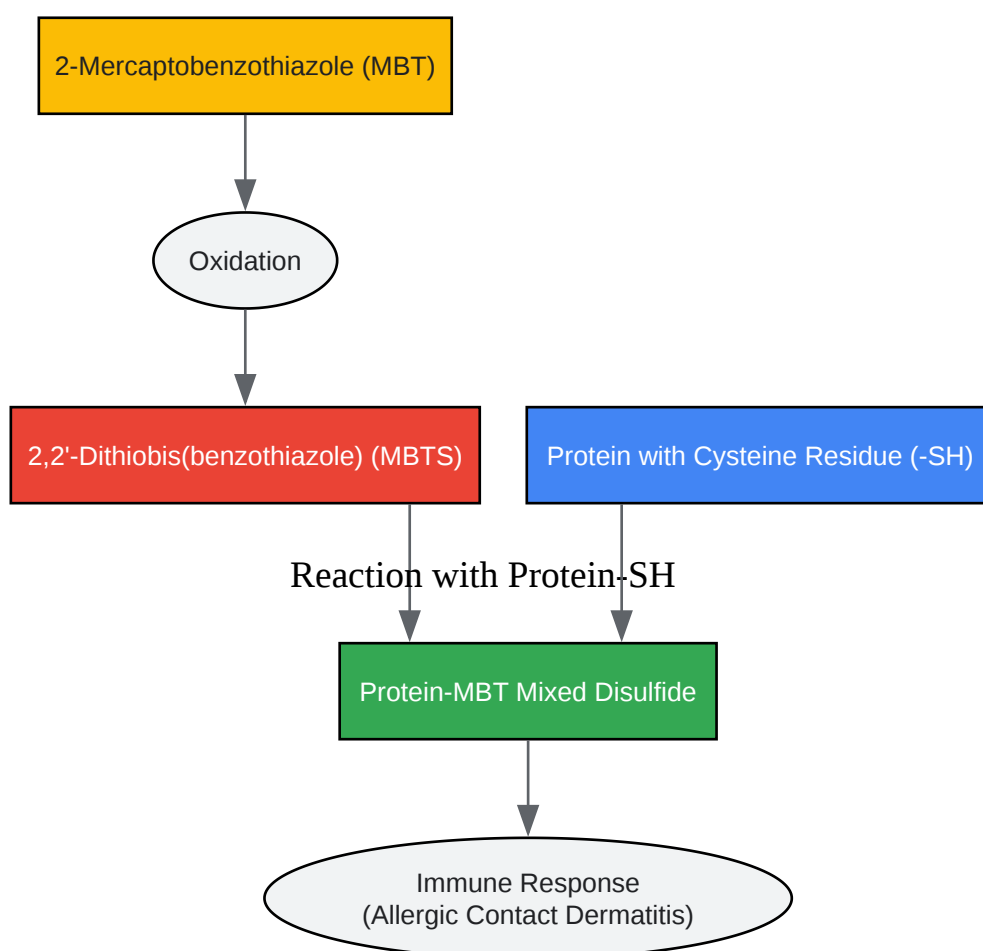 2-Mercaptobenzothiazole (MBT)
Oxidation
2,2'-Dithiobis(benzothiazole) (MBTS)
Protein with Cysteine Residue (-SH)
Reaction with Protein-SH
Protein-MBT Mixed Disulfide
Immune Response
(Allergic Contact Dermatitis)